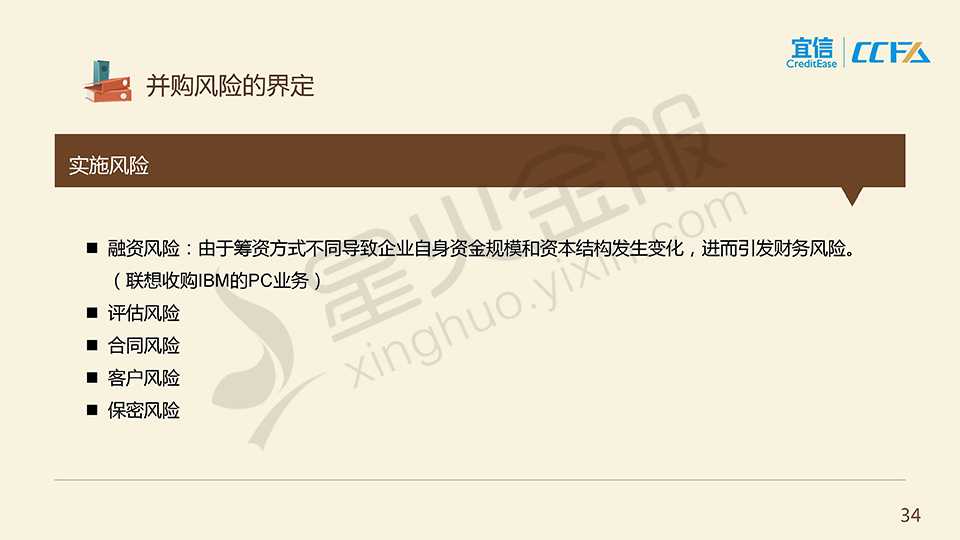 宜信
CreditEase
CCFA
并购风险的界定
实施风险
■ 融资风险：由于筹资方式不同导致企业自身资金规模和资本结构发生变化，进而引发财务风险。
（联想收购IBM的PC业务）
■ 评估风险
■ 合同风险
■ 客户风险
■ 保密风险
星火金服
xinghuo.yixin.com
34